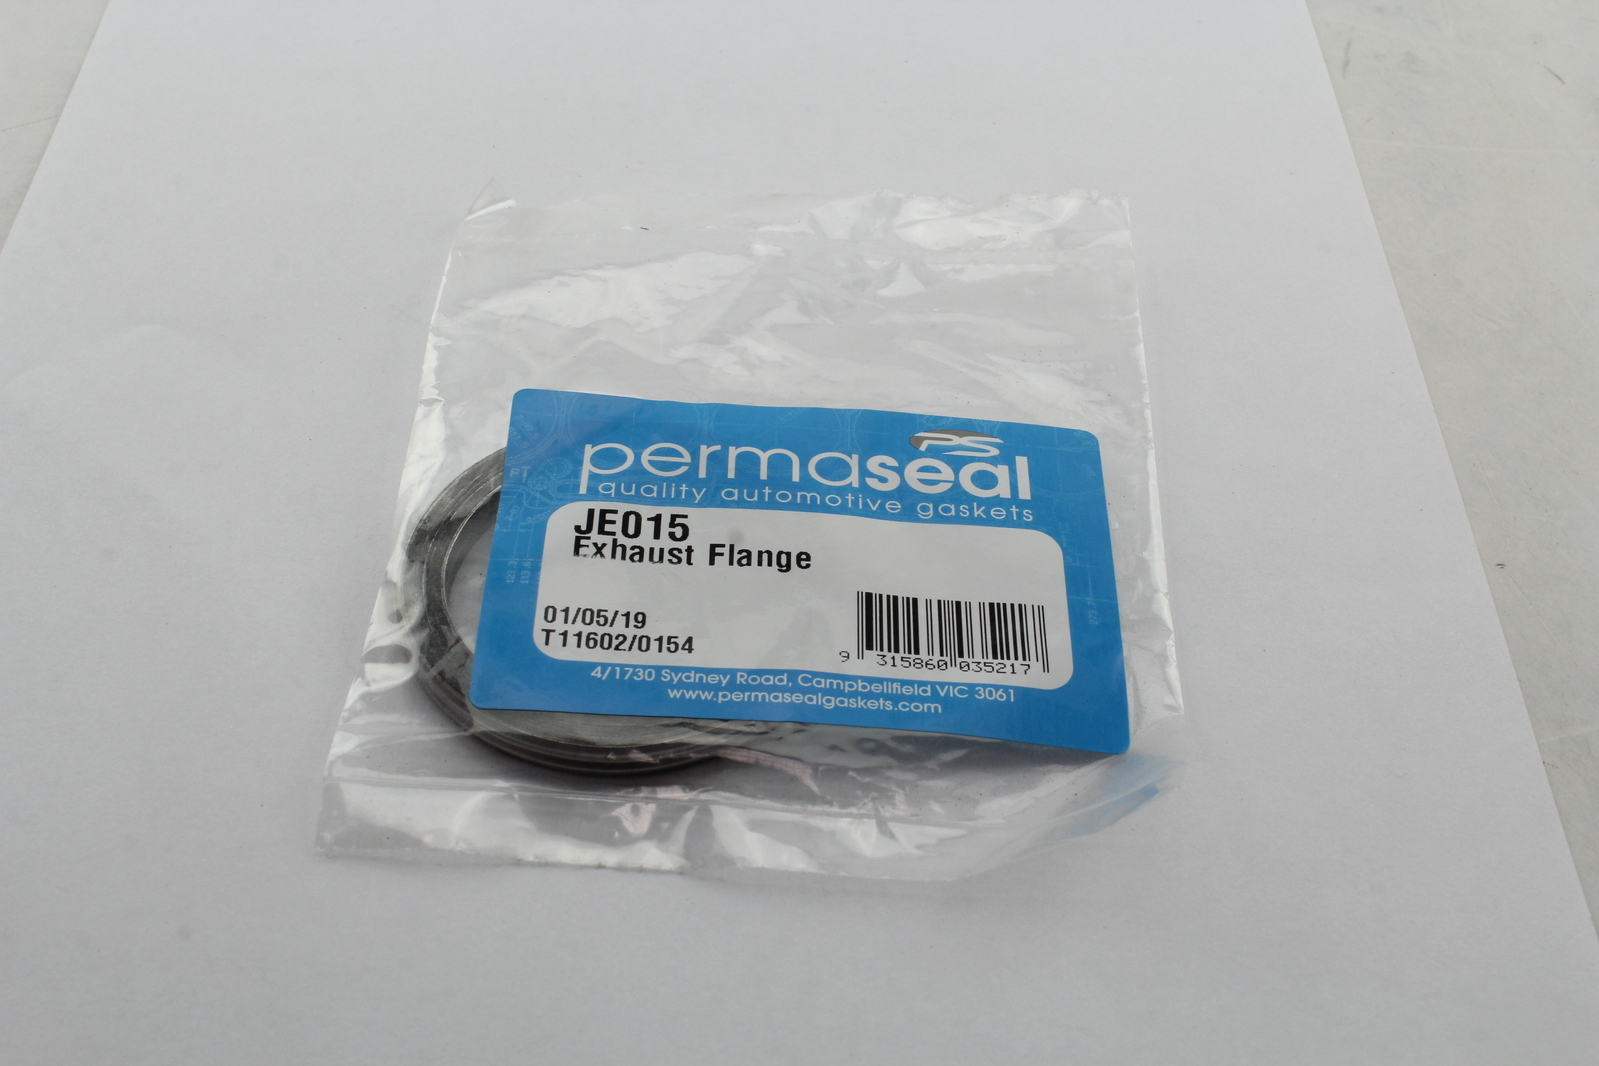 PS
permaseal
quality automotive gaskets
JE015
Exhaust Flange
01/05/19
T11602/0154
9 315860 035217
4/1730 Sydney Road, Campbellfield VIC 3061
www.permasealgaskets.com